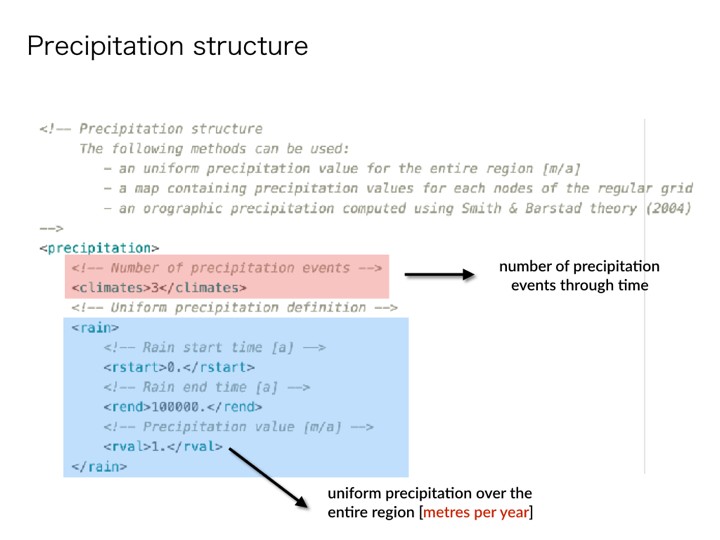 Precipitation structure
<!-- Precipitation structure
The following methods can be used:
- an uniform precipitation value for the entire region [m/a]
- a map containing precipitation values for each nodes of the regular grid
- an orographic precipitation computed using Smith & Barstad theory (2004)
-->
<precipitation>
<!-- Number of precipitation events -->
<climates>3</climates>
number of precipitation
events through time
<!-- Uniform precipitation definition -->
<rain>
<!-- Rain start time [a] -->
<rstart>0.</rstart>
<!-- Rain end time [a] -->
<rend>100000.</rend>
<!-- Precipitation value [m/a] -->
<rval>1.</rval>
</rain>
uniform precipitation over the
entire region [metres per year]